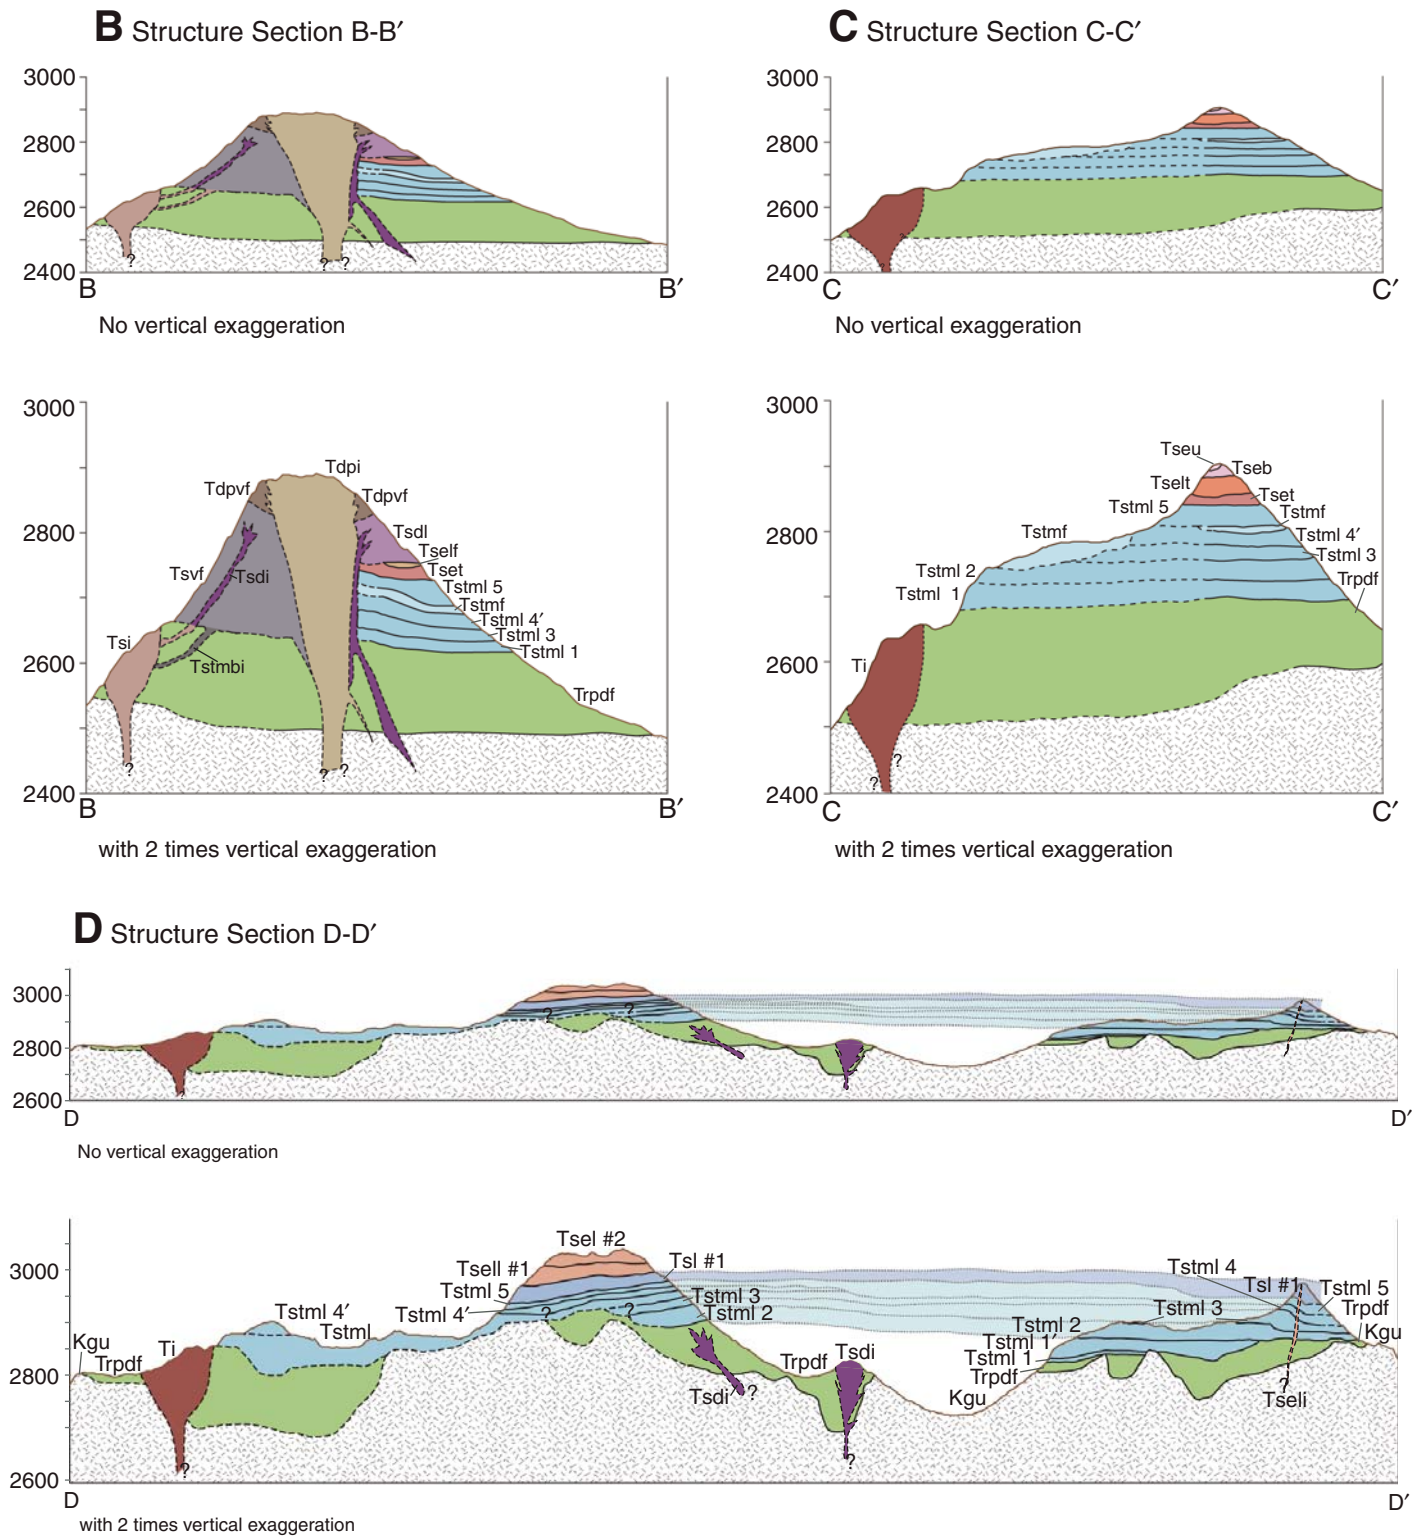 B Structure Section B-B′
3000
2800
2600
2400
? ? ?
B B′
No vertical exaggeration
C Structure Section C-C′
3000
2800
2600
2400
?
C C′
No vertical exaggeration
3000
2800
2600
2400
Tdpi
Tdpvf
Tdpvf
Tsdl
Tself
Tset
Tsvf
Tsdi
Tstml 5
Tstmf
Tstml 4′
Tstml 3
Tstml 1
Tsi
Tstmbi
Trpdf
? ? ?
B B′
with 2 times vertical exaggeration
3000
2800
2600
2400
Tseu
Tseb
Tselt
Tset
Tstml 5
Tstmf
Tstmf
Tstml 4′
Tstml 3
Tstml 2
Trpdf
Tstml 1
Ti
?
?
C C′
with 2 times vertical exaggeration
D Structure Section D-D′
3000
2800
2600
? ?
?
D D′
No vertical exaggeration
3000
2800
2600
Tsel #2
Tsell #1
Tsl #1
Tstml 4
Tstml 5
Tstml 3
Tsl #1
Tstml 5
Tstml 4′
Tstml 4′
Tstml 2
Tstml 3
Trpdf
Kgu
Tstml
Tstml 2
Kgu
Ti
Tstml 1′
Trpdf
Trpdf
Tsdi
Tstml 1
Trpdf
Tsdi
?
Kgu
?
Tseli
? ?
?
?
D D′
with 2 times vertical exaggeration